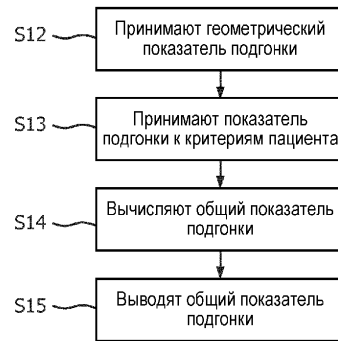 S12
Принимают геометрический
показатель подгонки
S13
Принимают показатель
подгонки к критериям пациента
S14
Вычисляют общий показатель
подгонки
S15
Выводят общий показатель
подгонки